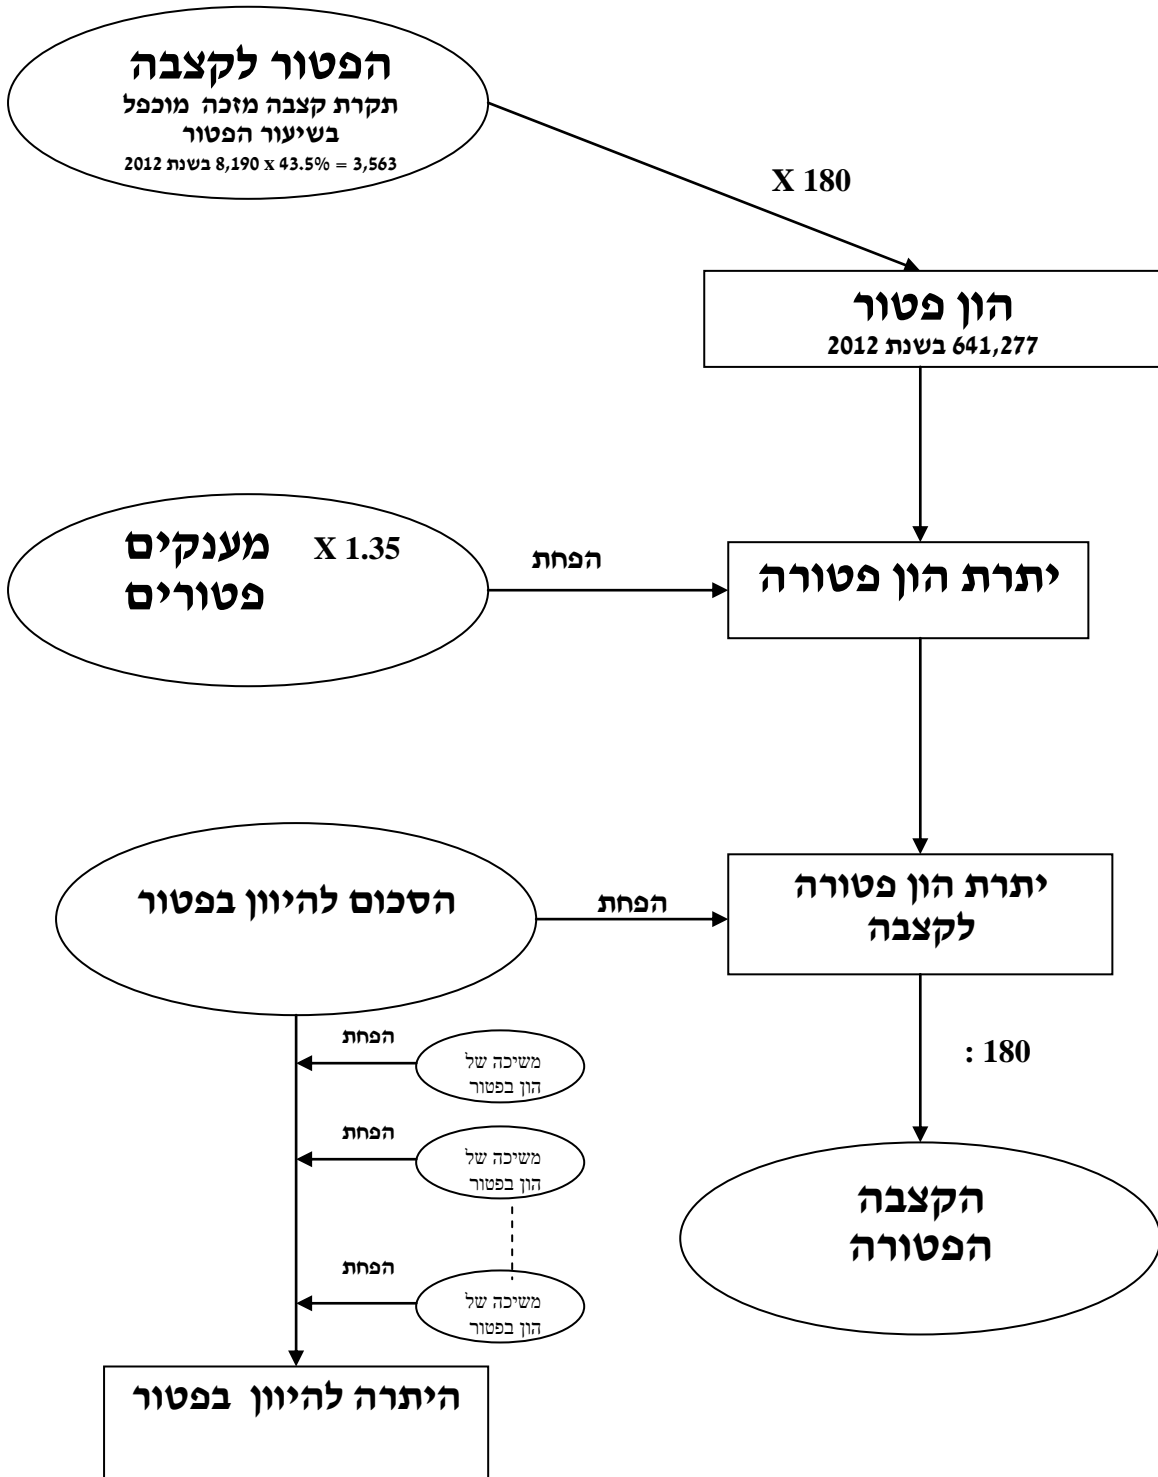 הפטור לקצבה
תקרת קצבה מזכה מוכפל
בשיעור הפטור
בשנת 2012 8,190 x 43.5% = 3,563
X 180
הון פטור
641,277 בשנת 2012
מענקים X 1.35
פטורים
הפחת
יתרת הון פטורה
הסכום להיוון בפטור
הפחת
יתרת הון פטורה
לקצבה
: 180
הפחת
משיכה של
הון בפטור
הפחת
משיכה של
הון בפטור
הפחת
משיכה של
הון בפטור
הקצבה
הפטורה
היתרה להיוון בפטור